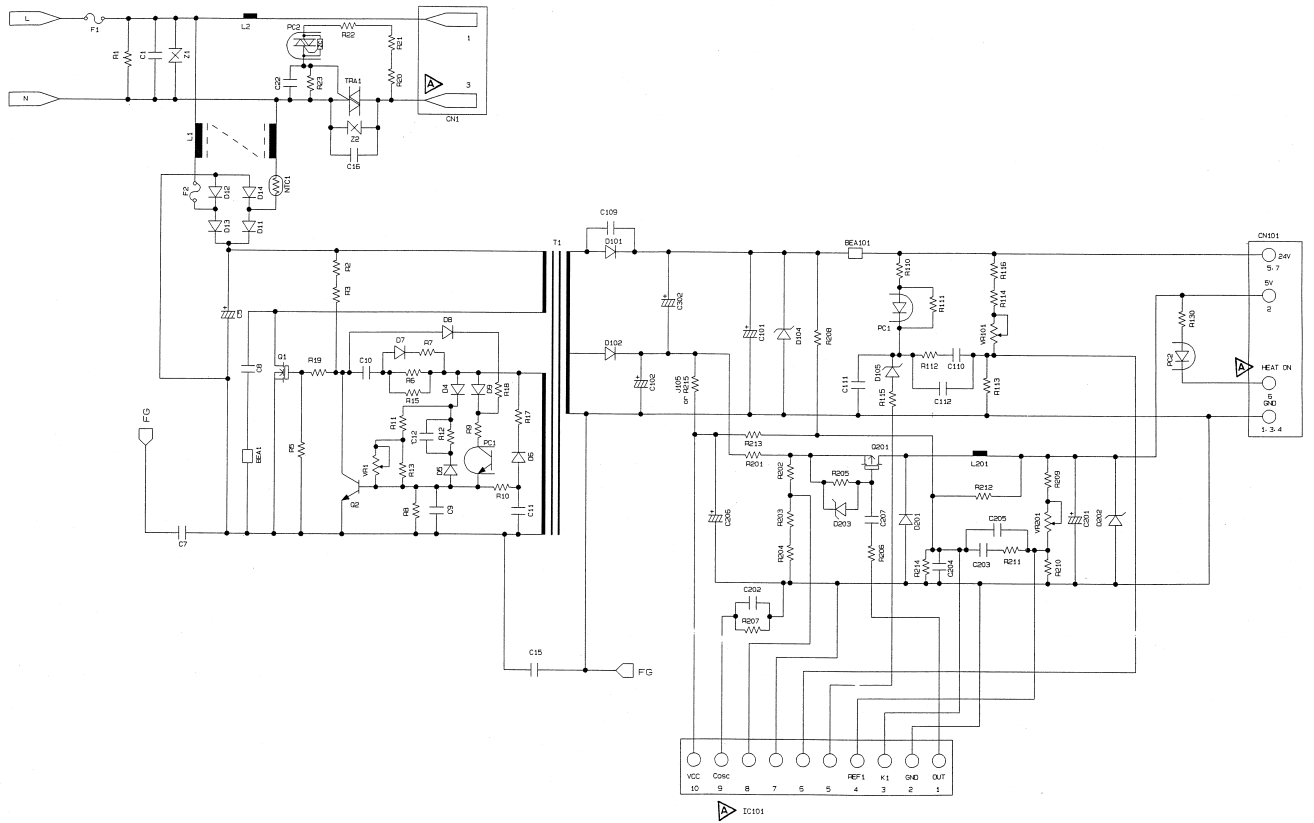 L
F1
L2
PC2
R22
R21
1
R1
C1
Z1
C22
R23
TRA1
R20
A
3
N
CN1
L1
Z2
C16
F2
D12
D14
NTC1
D13
D11
C109
D101
T1
BEA101
CN101
24V
5.7
R2
R3
R110
R116
5V
2
C302
C101
D104
R208
R111
R114
PC1
VR101
R130
D8
D7
R7
C8
Q1
R19
C10
R6
R15
D4
D9
R18
D102
C102
J105
or
R215
C111
D105
R115
R112
C110
C112
R113
PC2
A
HEAT ON
6
GND
1.3.4
FG
R5
BEA1
R11
C12
R12
R9
R17
VR1
R13
D5
PC1
D6
R10
Q2
R8
C9
C11
R213
R201
Q201
L201
R202
R205
R212
R209
D203
C206
R203
C207
D201
C205
VR201
C201
D202
R204
R206
R214
C204
C203
R211
R210
C7
C202
R207
C15
FG
VCC
Cosc
REF1
K1
GND
OUT
10
9
8
7
6
5
4
3
2
1
A
IC101